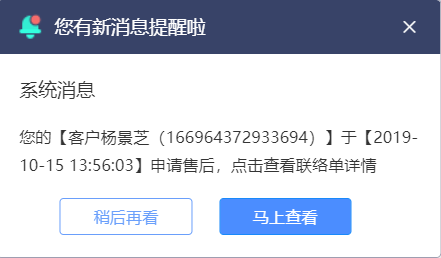 您有新消息提醒啦
系统消息
您的【客户杨景芝（166964372933694）】于【2019-
10-15 13:56:03】申请售后，点击查看联络单详情
稍后再看
马上查看